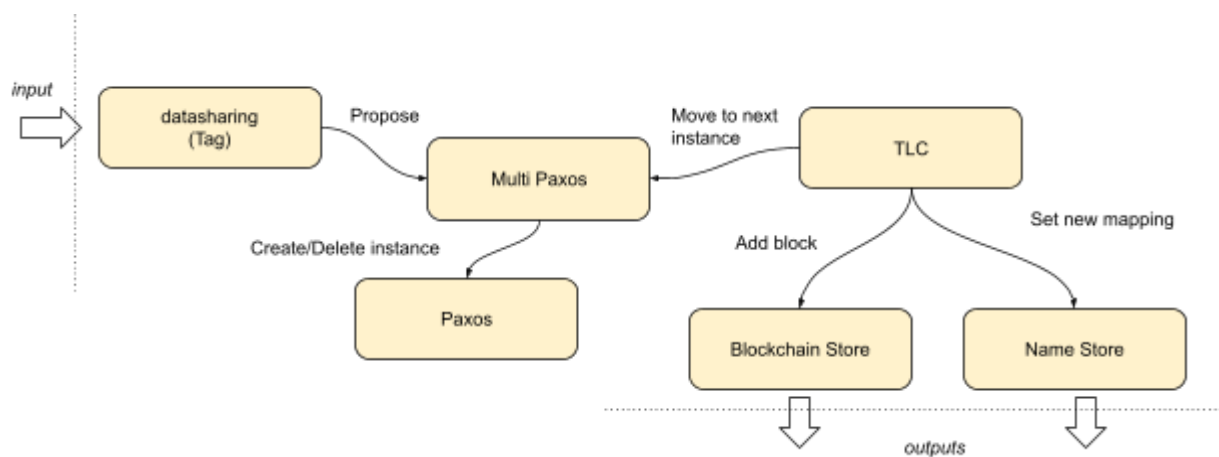 input
datasharing
(Tag)
Propose
Multi Paxos
Move to next
instance
TLC
Create/Delete instance
Paxos
Add block
Set new mapping
Blockchain Store
Name Store
outputs